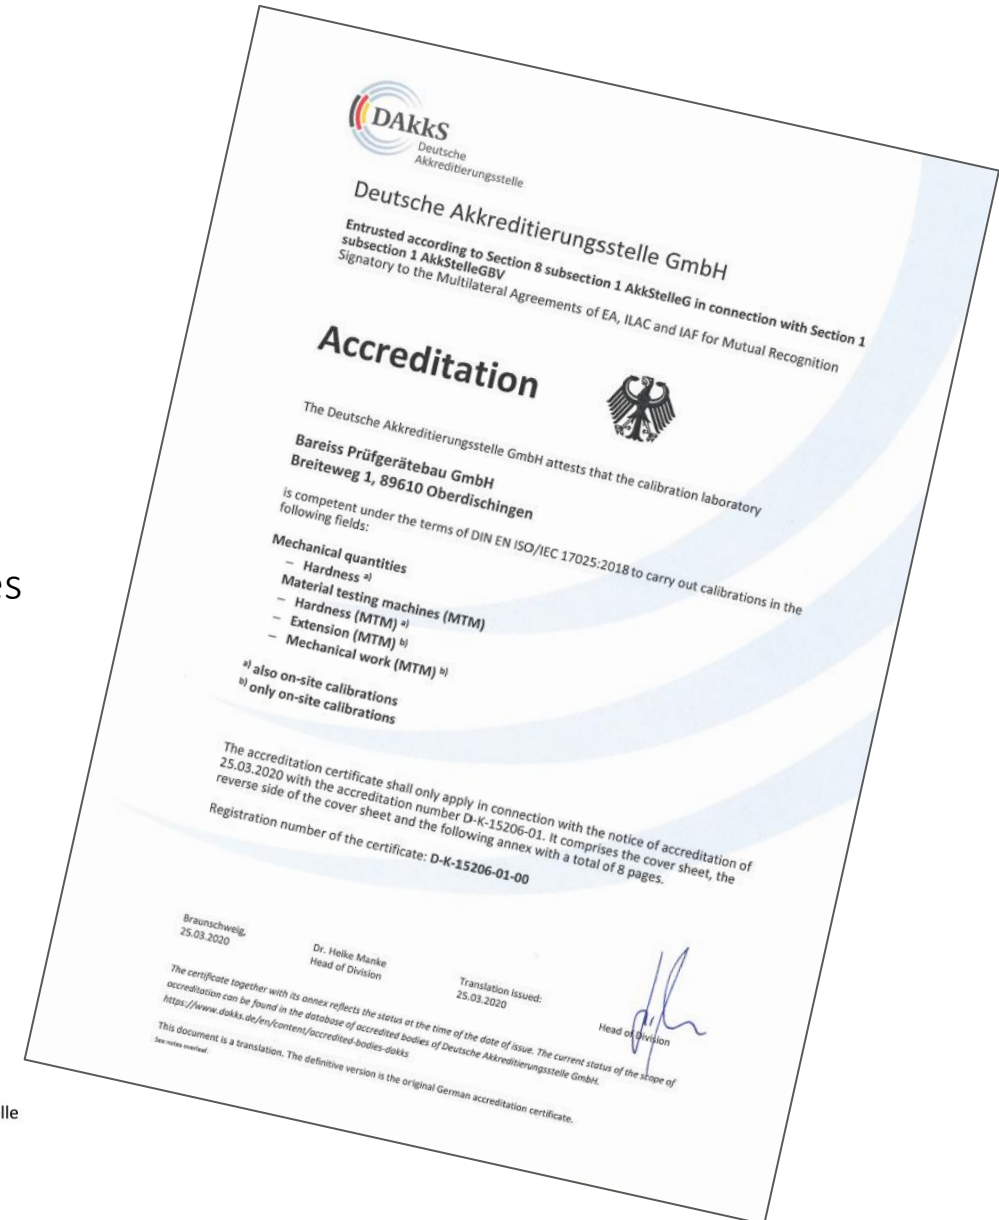 DAkkS
Deutsche
Akkreditierungsstelle
Deutsche Akkreditierungsstelle GmbH
Entrusted according to Section 8 subsection 1 AkkStelleG in connection with Section 1
subsection 1 AkkStelleGBV
Signatory to the Multilateral Agreements of EA, ILAC and IAF for Mutual Recognition
Accreditation
The Deutsche Akkreditierungsstelle GmbH attests that the calibration laboratory
Bareiss Prüfgerätebau GmbH
Breiteweg 1, 89610 Oberdischingen
is competent under the terms of DIN EN ISO/IEC 17025:2018 to carry out calibrations in the
following fields:
Mechanical quantities
– Hardness a)
Material testing machines (MTM)
– Hardness (MTM) a)
– Extension (MTM) b)
– Mechanical work (MTM) b)
a) also on-site calibrations
b) only on-site calibrations
The accreditation certificate shall only apply in connection with the notice of accreditation of
25.03.2020 with the accreditation number D-K-15206-01. It comprises the cover sheet, the
reverse side of the cover sheet and the following annex with a total of 8 pages.
Registration number of the certificate: D-K-15206-01-00
Braunschweig,
25.03.2020
Dr. Heike Manke
Head of Division
Translation issued:
25.03.2020
Head of Division
The certificate together with its annex reflects the status at the time of the date of issue. The current status of the scope of
accreditation can be found in the database of accredited bodies of Deutsche Akkreditierungsstelle GmbH.
https://www.dakks.de/en/content/accredited-bodies-dakks
This document is a translation. The definitive version is the original German accreditation certificate.
See notes overleaf.